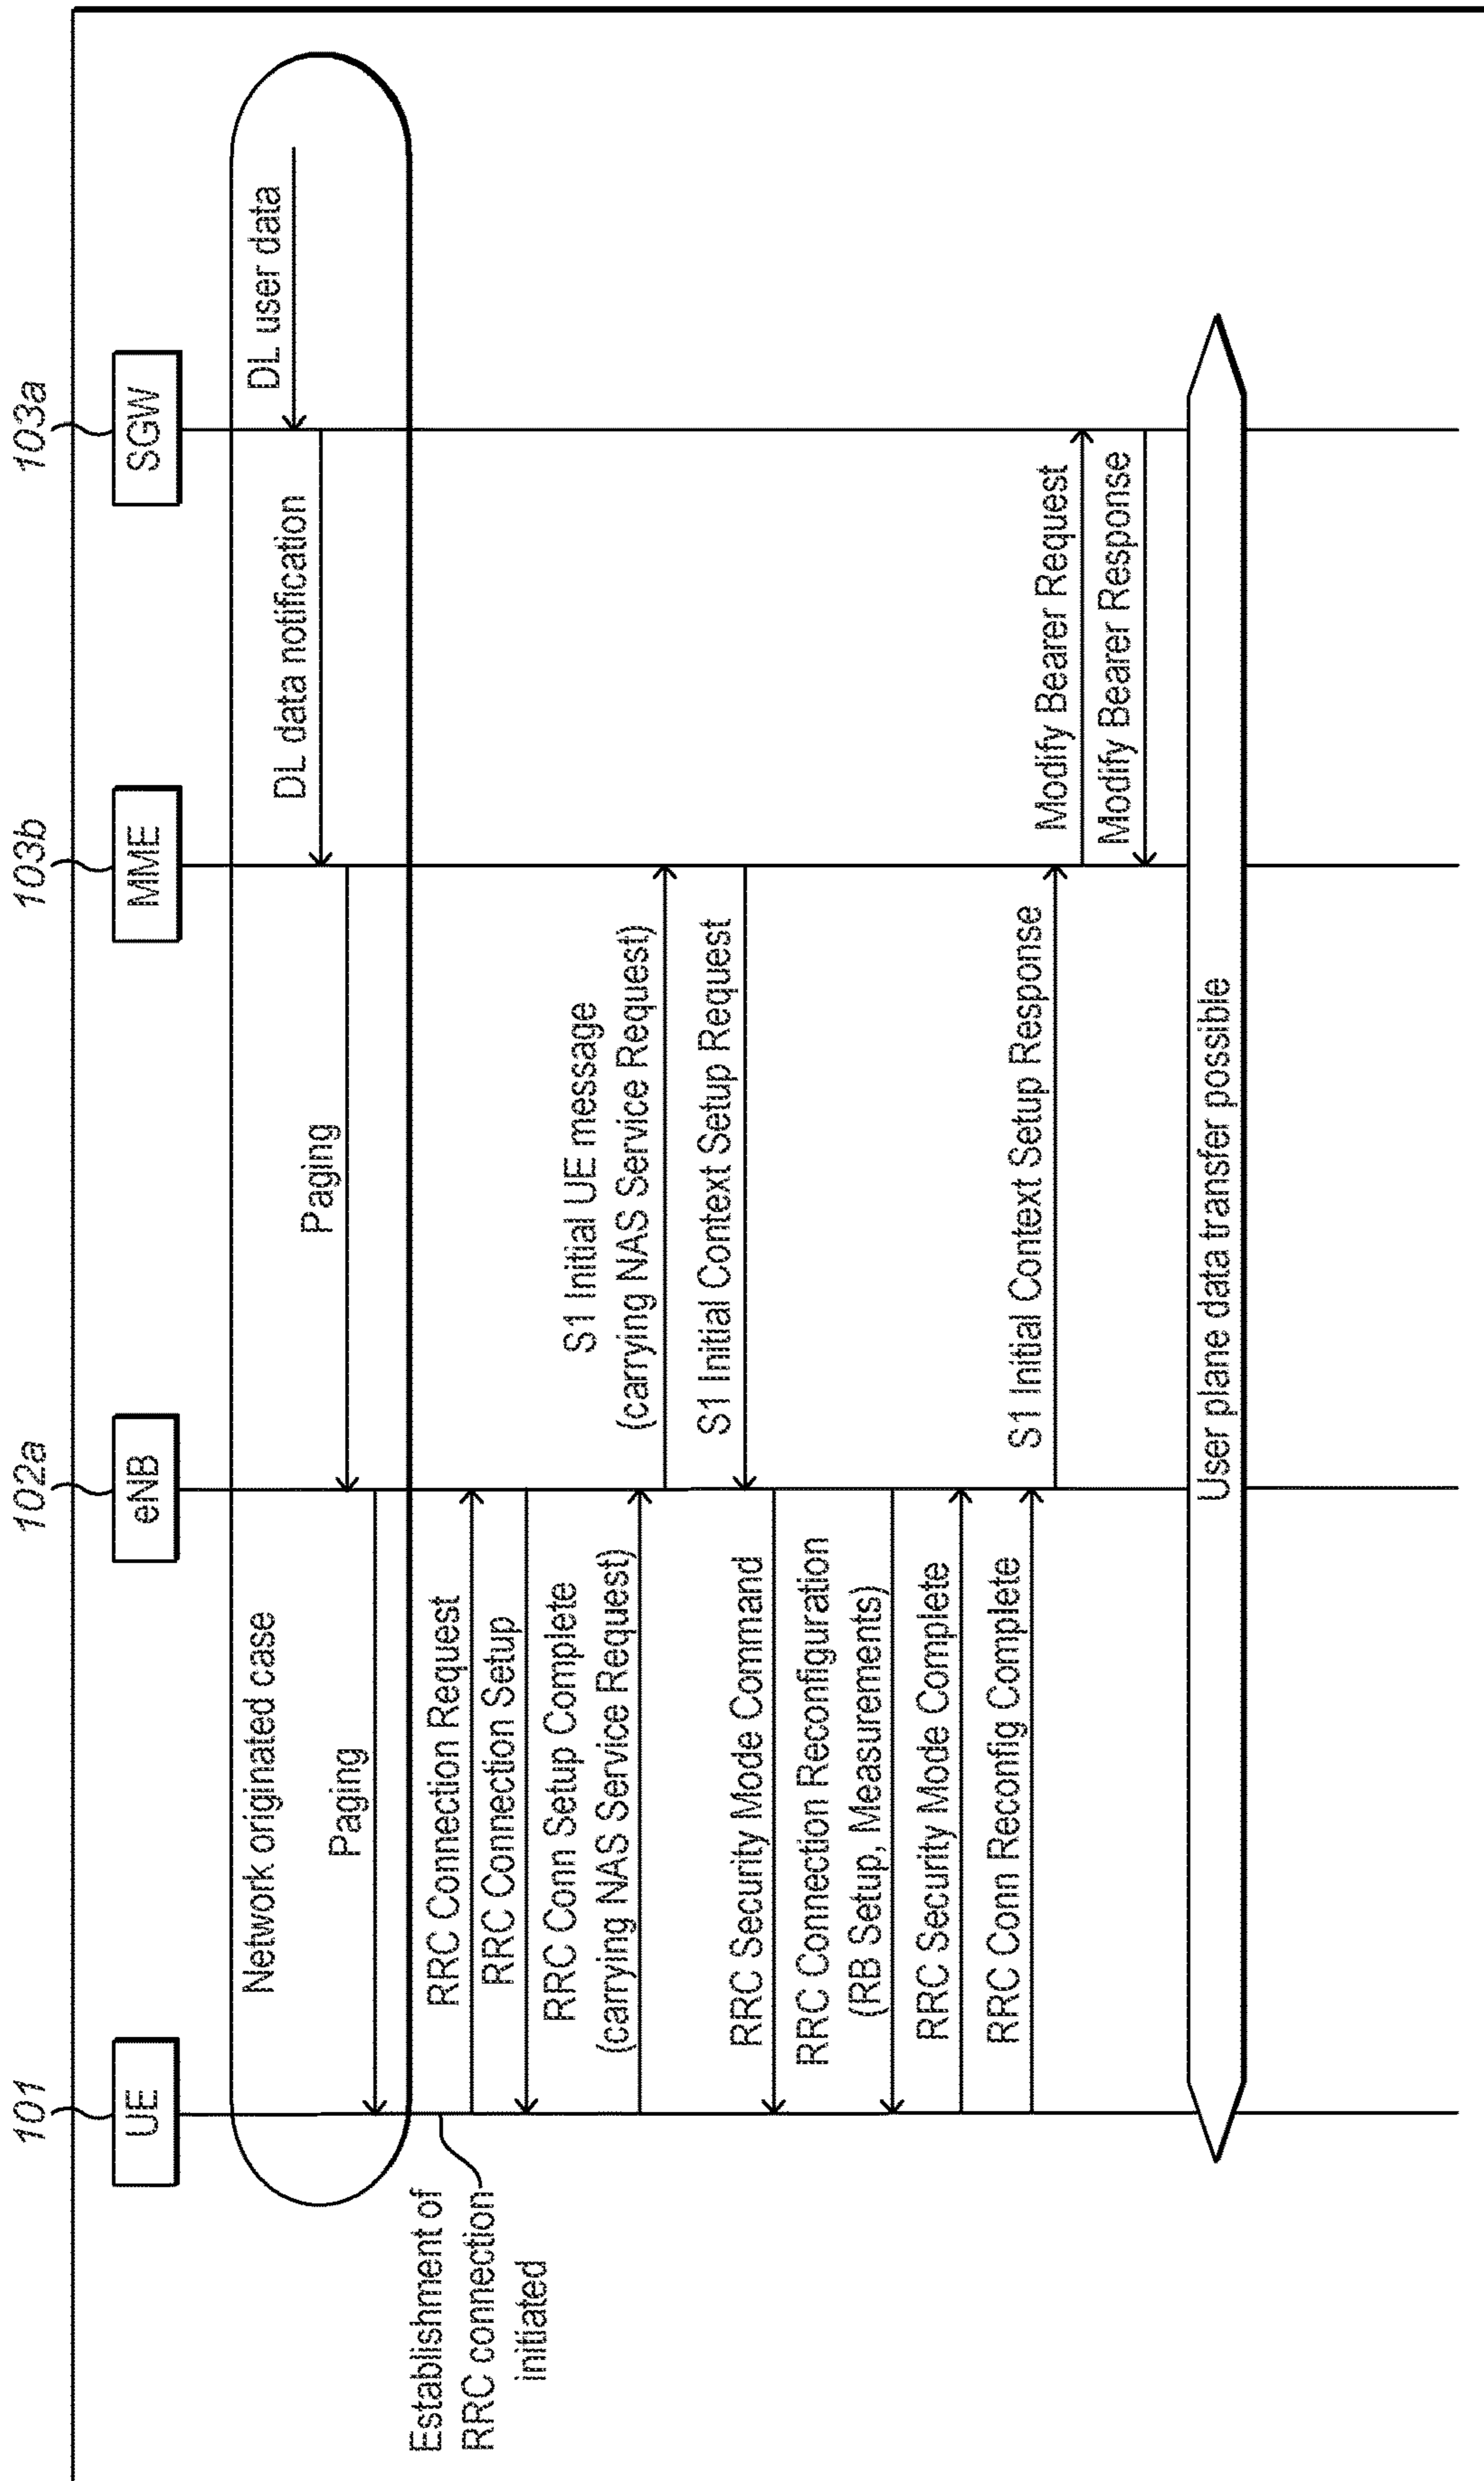 101
UE
102a
eNB
103b
MME
103a
SGW
Network originated case
DL user data
DL data notification
Paging
Paging
Establishment of
RRC connection
initiated
RRC Connection Request
RRC Connection Setup
RRC Conn Setup Complete
(carrying NAS Service Request)
S1 Initial UE message
(carrying NAS Service Request)
S1 Initial Context Setup Request
RRC Security Mode Command
RRC Connection Reconfiguration
(RB Setup, Measurements)
RRC Security Mode Complete
RRC Conn Reconfig Complete
S1 Initial Context Setup Response
Modify Bearer Request
Modify Bearer Response
User plane data transfer possible